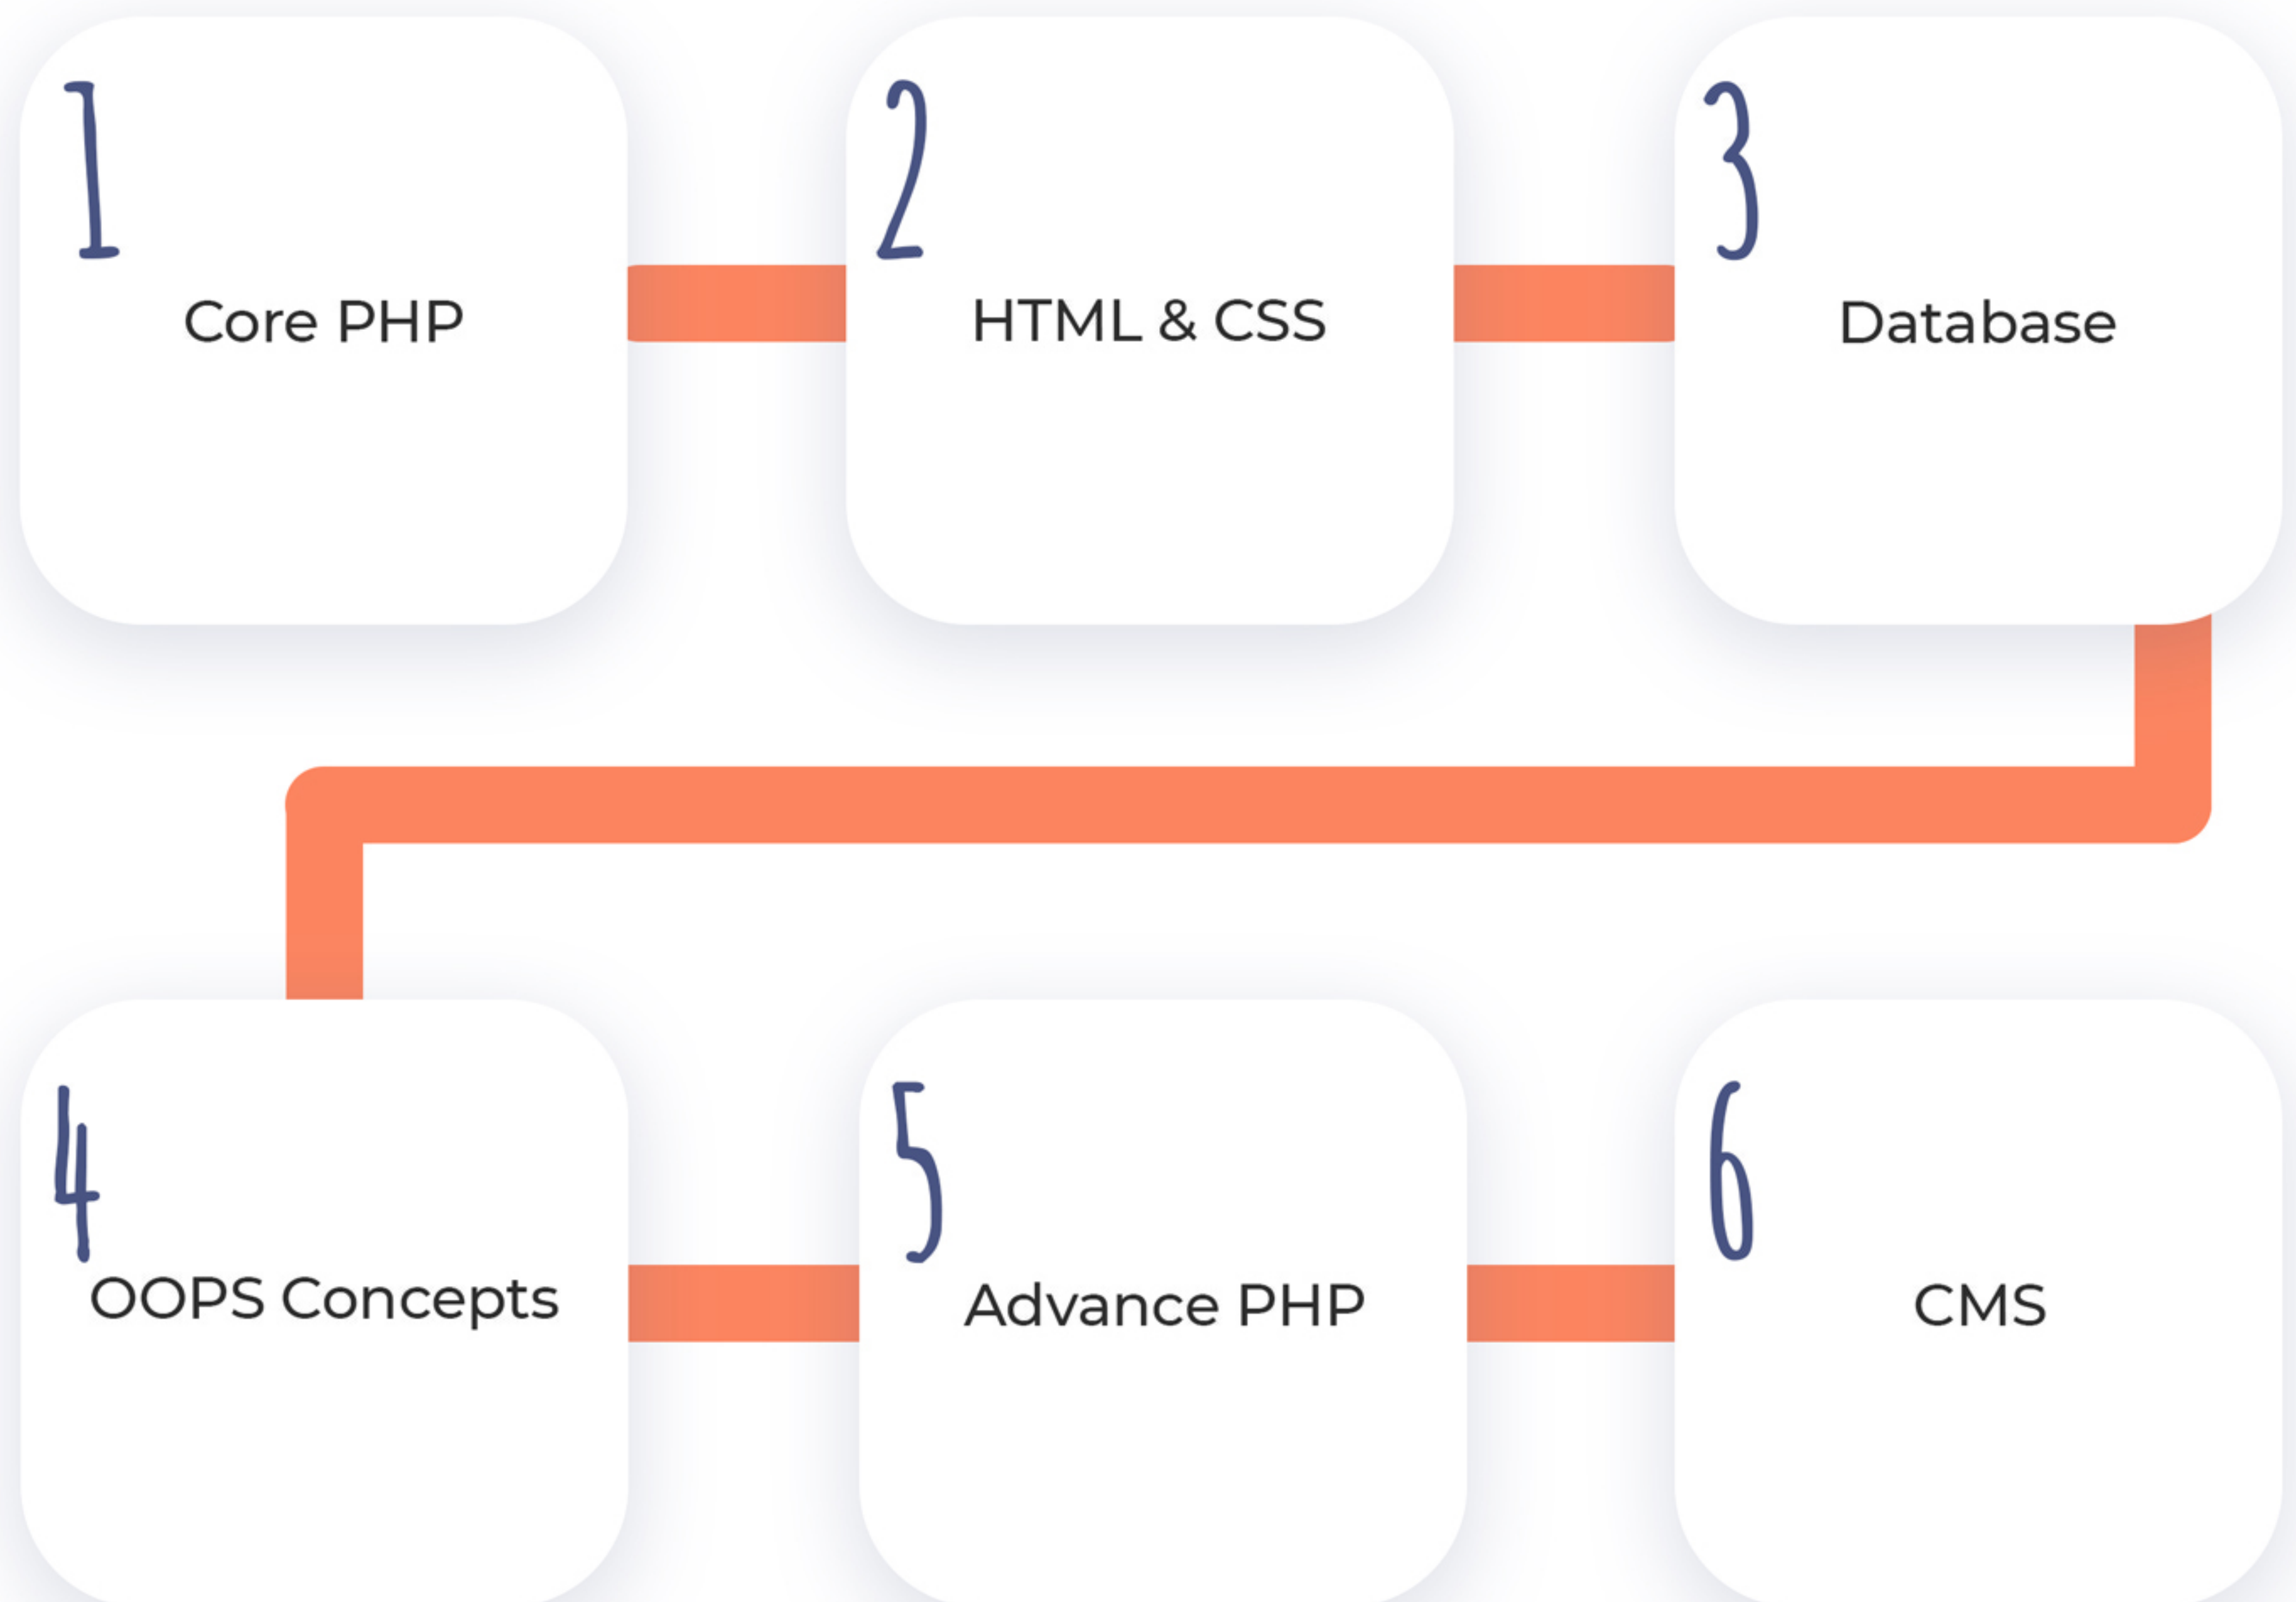 1
Core PHP
2
HTML & CSS
3
Database
4
OOPS Concepts
5
Advance PHP
6
CMS